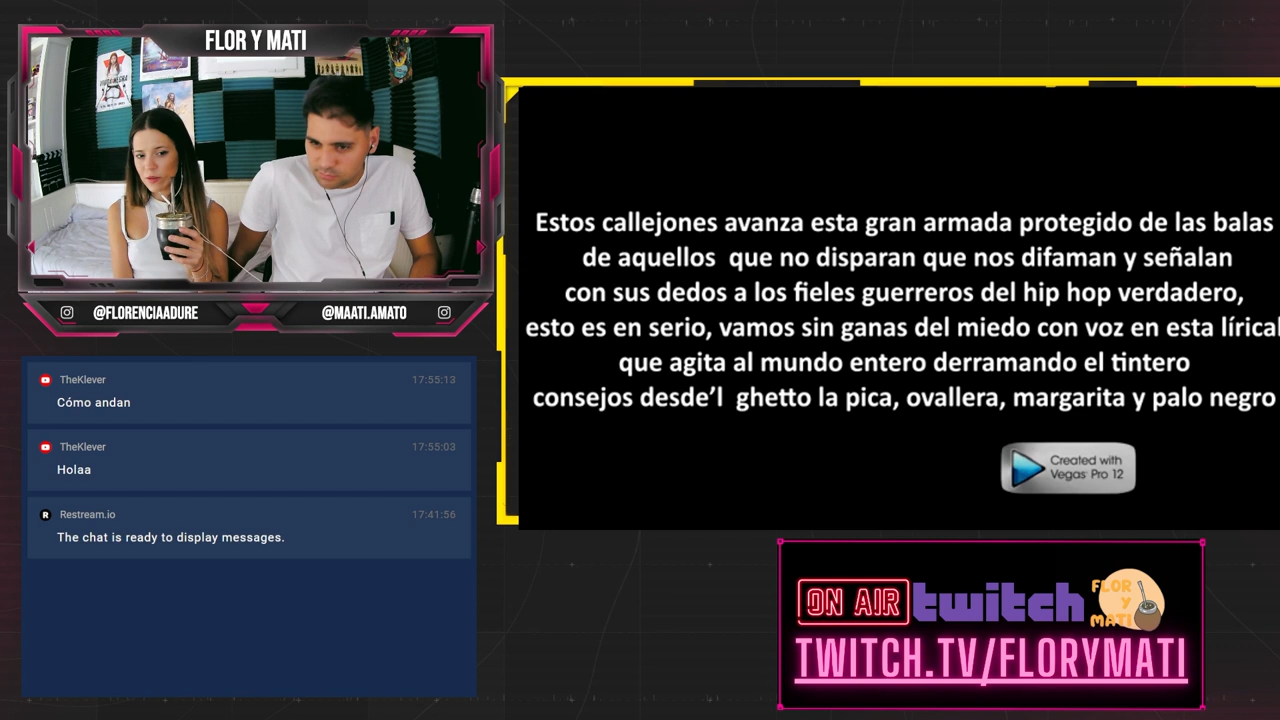 FLOR Y MATI
@FLORENCIAADURE
@MAATI.AMATO
TheKlever
17:55:13
Cómo andan
TheKlever
17:55:03
Holaa
R
Restream.io
17:41:56
The chat is ready to display messages.
Estos callejones avanza esta gran armada protegido de las balas
de aquellos que no disparan que nos difaman y señalan
con sus dedos a los fieles guerreros del hip hop verdadero,
esto es en serio, vamos sin ganas del miedo con voz en esta lírical
que agita al mundo entero derramando el tintero
consejos desde’l ghetto la pica, ovallera, margarita y palo negro
Created with
Vegas Pro 12
ON AIR twitch
FLOR
Y
MATI
TWITCH.TV/FLORYMATI